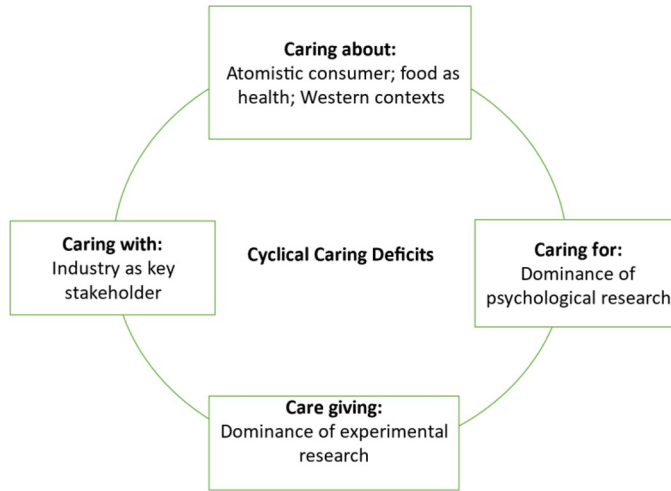 Caring about:
Atomistic consumer; food as
health; Western contexts
Caring with:
Industry as key
stakeholder
Cyclical Caring Deficits
Caring for:
Dominance of
psychological research
Care giving:
Dominance of experimental
research